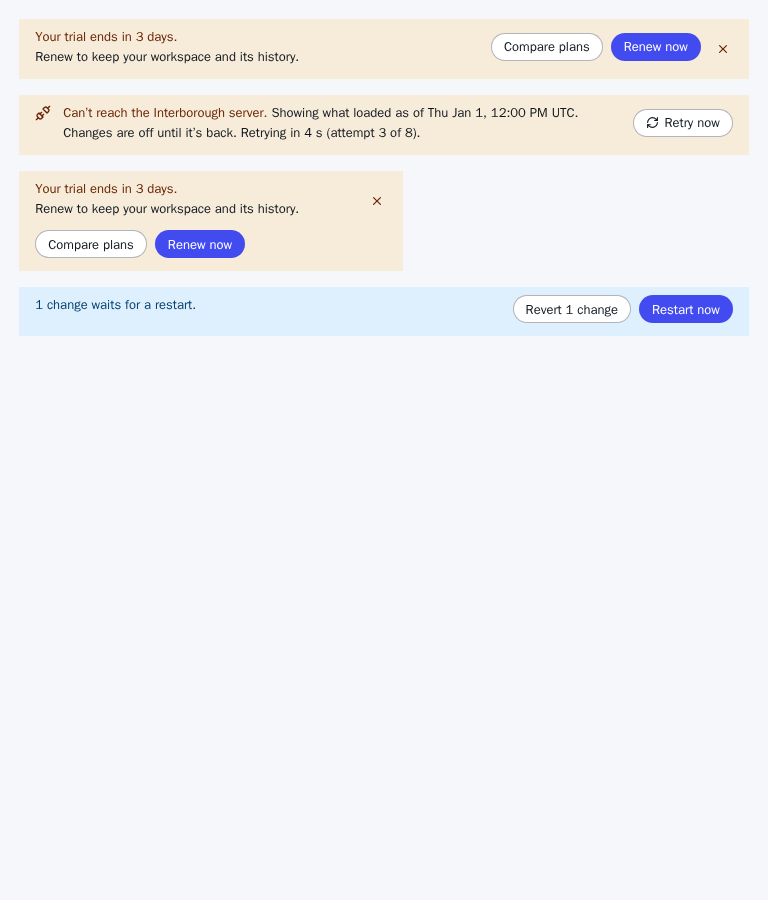 Your trial ends in 3 days.
Renew to keep your workspace and its history.
Compare plans
Renew now
Can’t reach the Interborough server. Showing what loaded as of Thu Jan 1, 12:00 PM UTC.
Changes are off until it’s back. Retrying in 4 s (attempt 3 of 8).
Retry now
Your trial ends in 3 days.
Renew to keep your workspace and its history.
Compare plans
Renew now
1 change waits for a restart.
Revert 1 change
Restart now